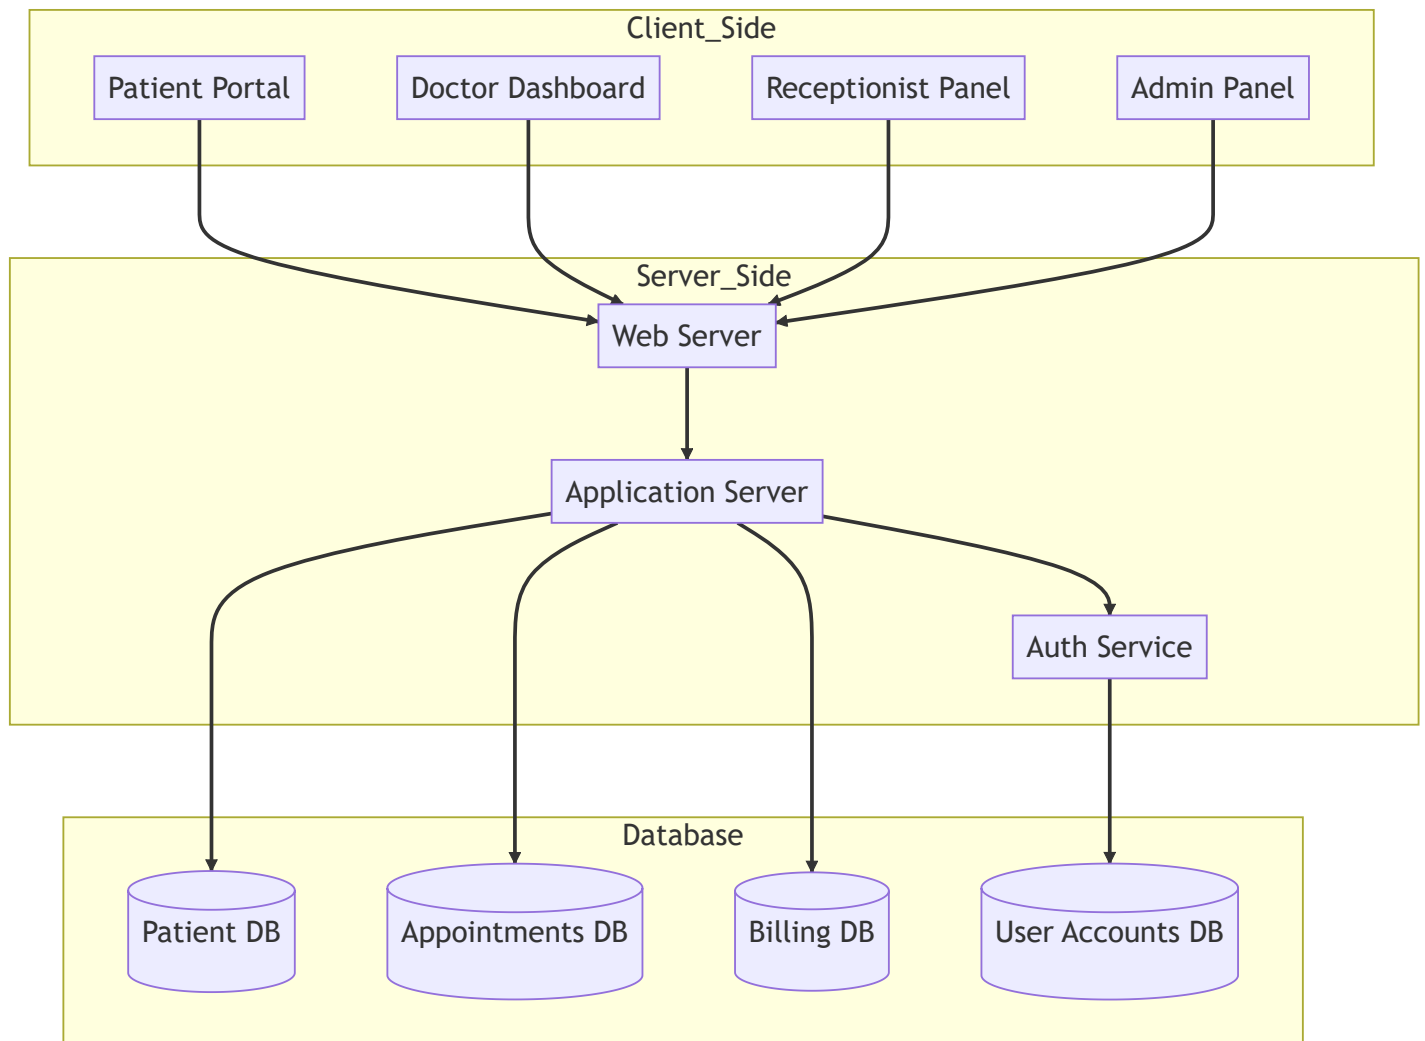 Client_Side
Patient Portal
Doctor Dashboard
Receptionist Panel
Admin Panel
Server_Side
Web Server
Application Server
Auth Service
Database
Patient DB
Appointments DB
Billing DB
User Accounts DB